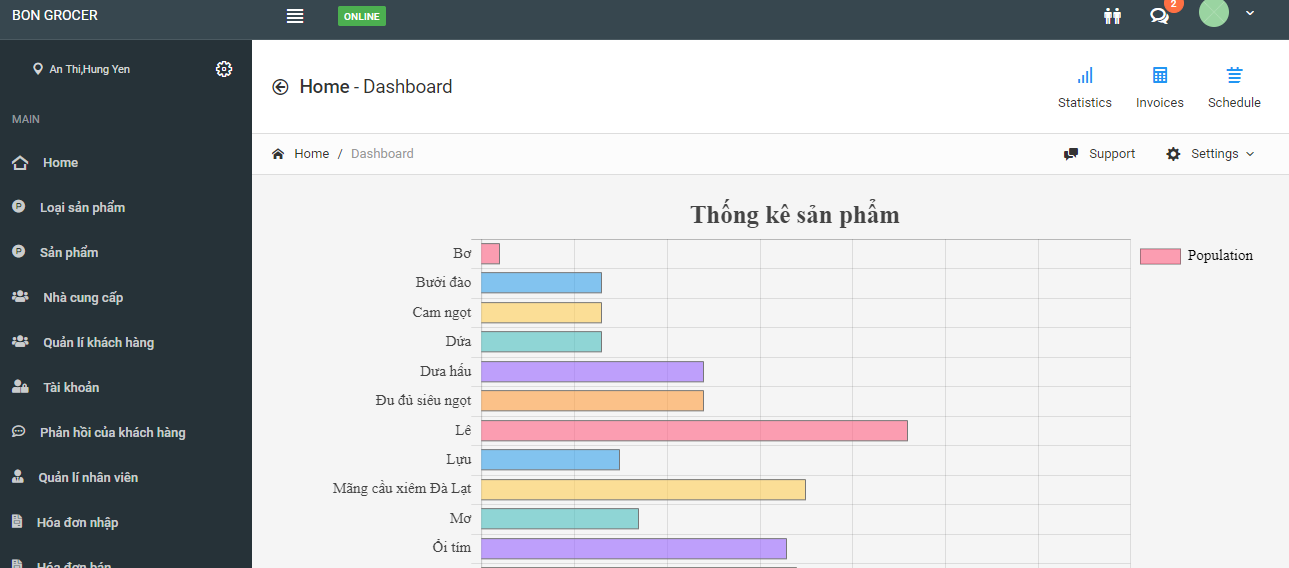 BON GROCER
ONLINE
2
An Thi,Hung Yen
MAIN
Home
Loại sản phẩm
Sản phẩm
Nhà cung cấp
Quản lí khách hàng
Tài khoản
Phản hồi của khách hàng
Quản lí nhân viên
Hóa đơn nhập
Hóa đơn bán
Home - Dashboard
Statistics
Invoices
Schedule
Home / Dashboard
Support
Settings
Thống kê sản phẩm
Population
Bơ
Bưởi đào
Cam ngọt
Dứa
Dưa hấu
Đu đủ siêu ngọt
Lê
Lựu
Mãng cầu xiêm Đà Lạt
Mơ
Ổi tím